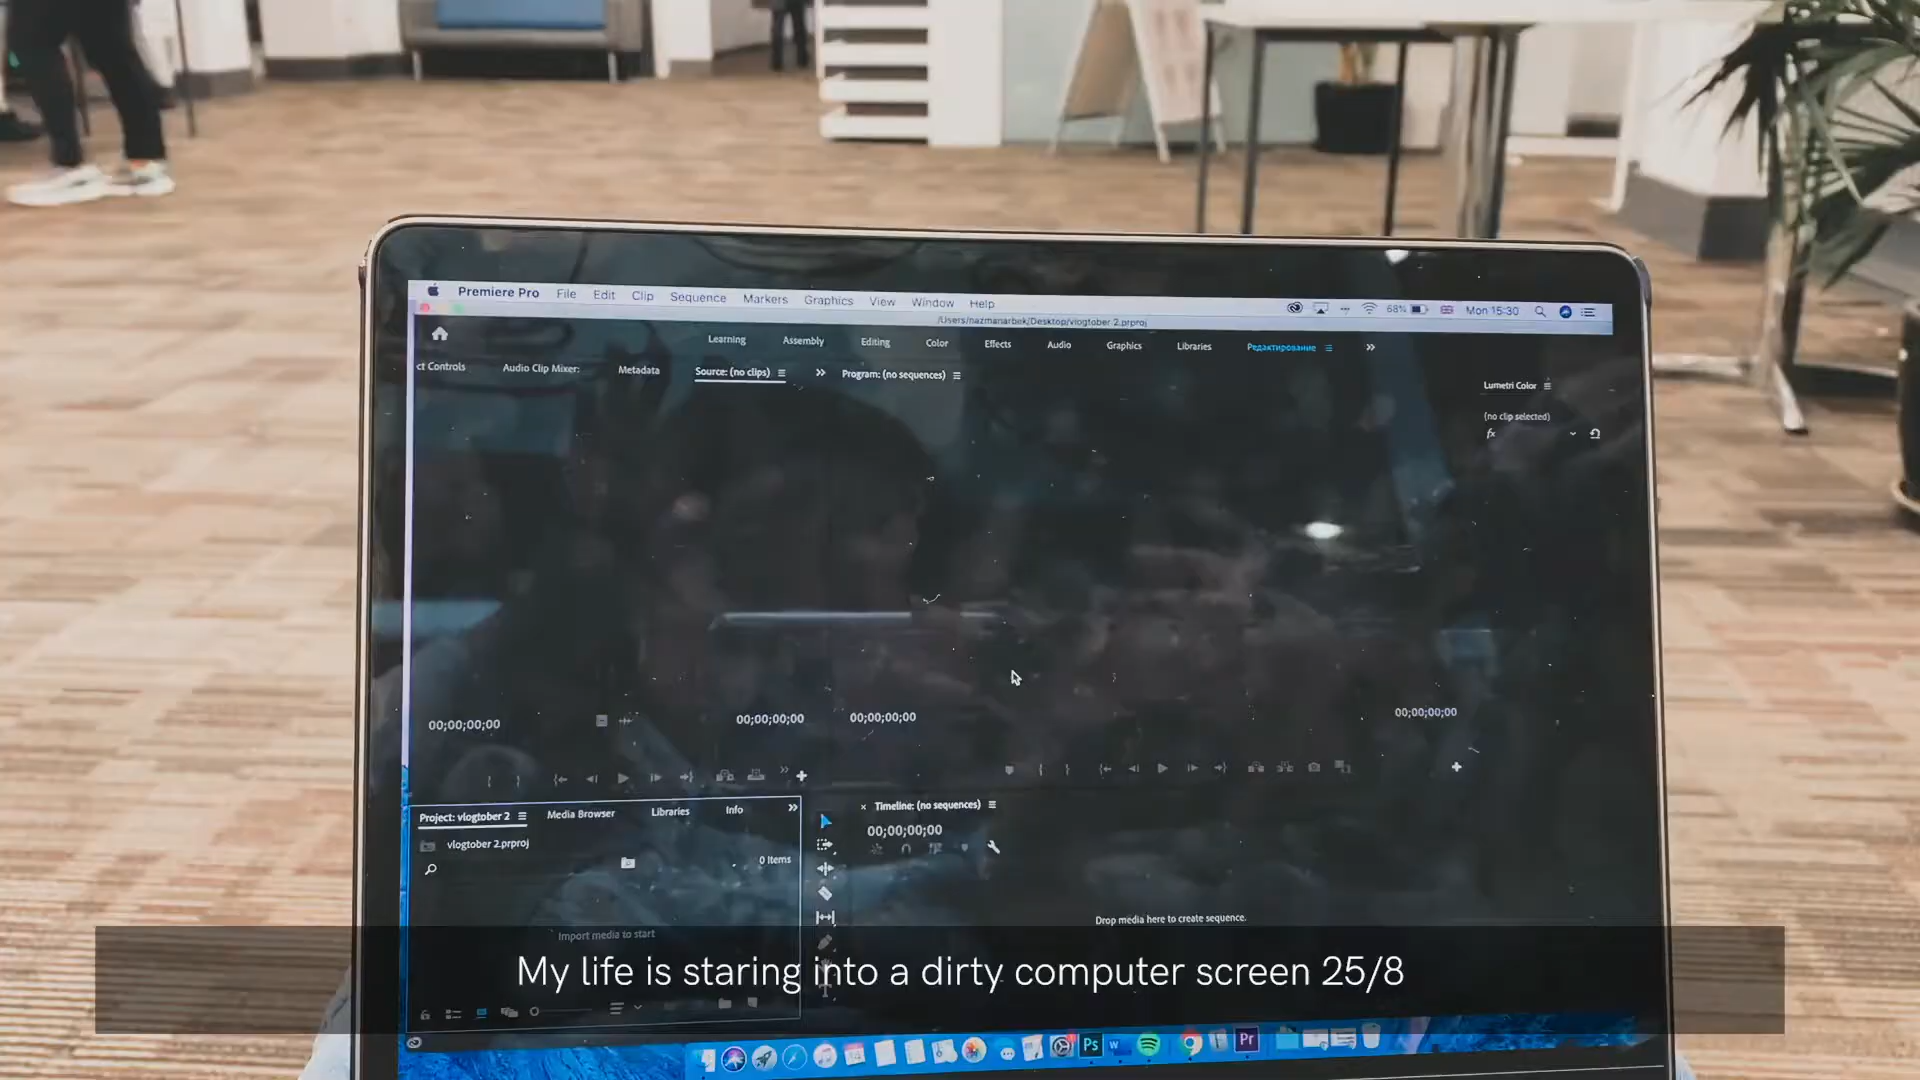 Premiere Pro File Edit Clip Sequence Markers Graphics View Window Help 68% Mon 15:30
/Users/nazmanarbek/Desktop/vlogtober 2.prproj
Learning Assembly Editing Color Effects Audio Graphics Libraries Редактирование
ct Controls Audio Clip Mixer: Metadata Source: (no clips) Program: (no sequences)
Lumetri Color
(no clip selected)
fx
00;00;00;00 00;00;00;00 00;00;00;00 00;00;00;00
Project: vlogtober 2 Media Browser Libraries Info
vlogtober 2.prproj
0 Items
Import media to start
Timeline: (no sequences)
00;00;00;00
Drop media here to create sequence.
My life is staring into a dirty computer screen 25/8
Ps W Pr